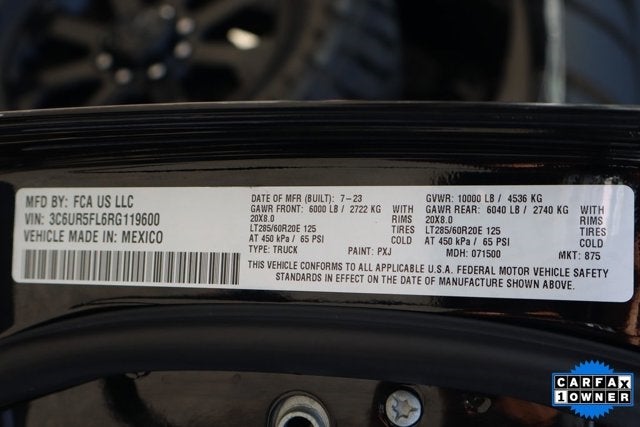 MFD BY: FCA US LLC
VIN: 3C6UR5FL6RG119600
VEHICLE MADE IN: MEXICO
DATE OF MFR (BUILT): 7-23 GVWR: 10000 LB / 4536 KG
GAWR FRONT: 6000 LB / 2722 KG WITH GAWR REAR: 6040 LB / 2740 KG WITH
20X8.0 RIMS 20X8.0 RIMS
LT285/60R20E 125 TIRES LT285/60R20E 125 TIRES
AT 450 kPa / 65 PSI COLD AT 450 kPa / 65 PSI COLD
TYPE: TRUCK PAINT: PXJ MDH: 071500 MKT: 875
THIS VEHICLE CONFORMS TO ALL APPLICABLE U.S.A. FEDERAL MOTOR VEHICLE SAFETY
STANDARDS IN EFFECT ON THE DATE OF MANUFACTURE SHOWN ABOVE.
CARFAX
1 OWNER